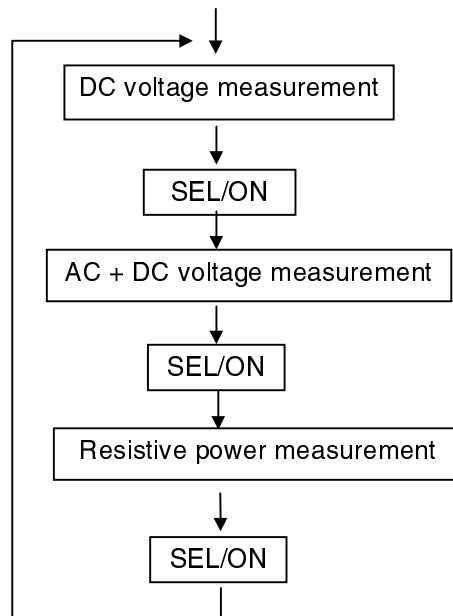 DC voltage measurement
SEL/ON
AC + DC voltage measurement
SEL/ON
Resistive power measurement
SEL/ON